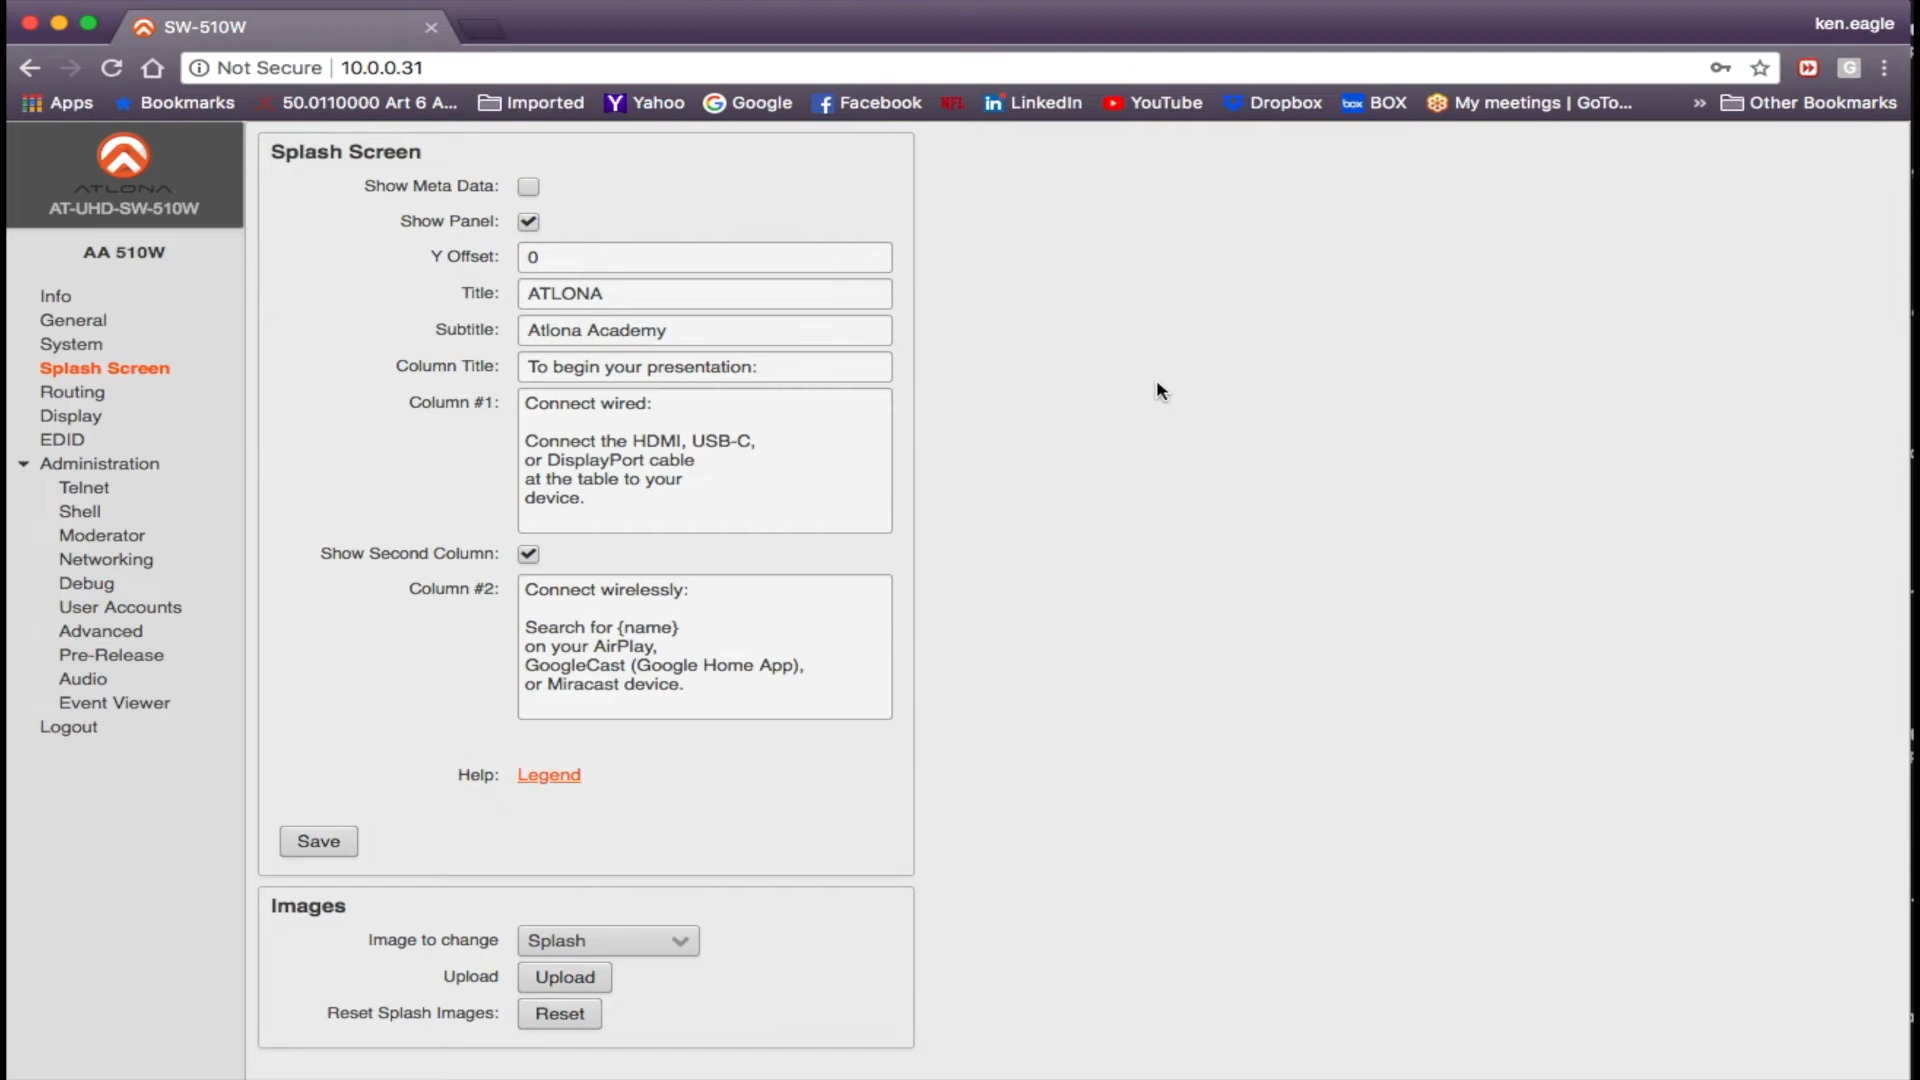 SW-510W
ken.eagle
Not Secure 10.0.0.31
G
Apps Bookmarks 50.0110000 Art 6 A... Imported Yahoo Google Facebook NFL LinkedIn YouTube Dropbox box BOX My meetings | GoTo... » Other Bookmarks
ATLONA
AT-UHD-SW-510W
AA 510W
Info
General
System
Splash Screen
Routing
Display
EDID
Administration
Telnet
Shell
Moderator
Networking
Debug
User Accounts
Advanced
Pre-Release
Audio
Event Viewer
Logout
Splash Screen
Show Meta Data:
Show Panel:
Y Offset: 0
Title: ATLONA
Subtitle: Atlona Academy
Column Title: To begin your presentation:
Column #1: Connect wired:
Connect the HDMI, USB-C,
or DisplayPort cable
at the table to your
device.
Show Second Column:
Column #2: Connect wirelessly:
Search for {name}
on your AirPlay,
GoogleCast (Google Home App),
or Miracast device.
Help: Legend
Save
Images
Image to change Splash
Upload Upload
Reset Splash Images: Reset